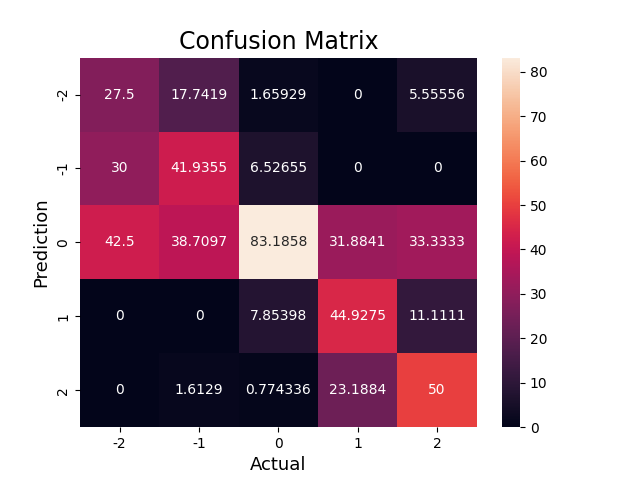 Confusion Matrix
-2 27.5 17.7419 1.65929 0 5.55556
-1 30 41.9355 6.52655 0 0
0 42.5 38.7097 83.1858 31.8841 33.3333
1 0 0 7.85398 44.9275 11.1111
2 0 1.6129 0.774336 23.1884 50
-2 -1 0 1 2
Actual
Prediction
80
70
60
50
40
30
20
10
0